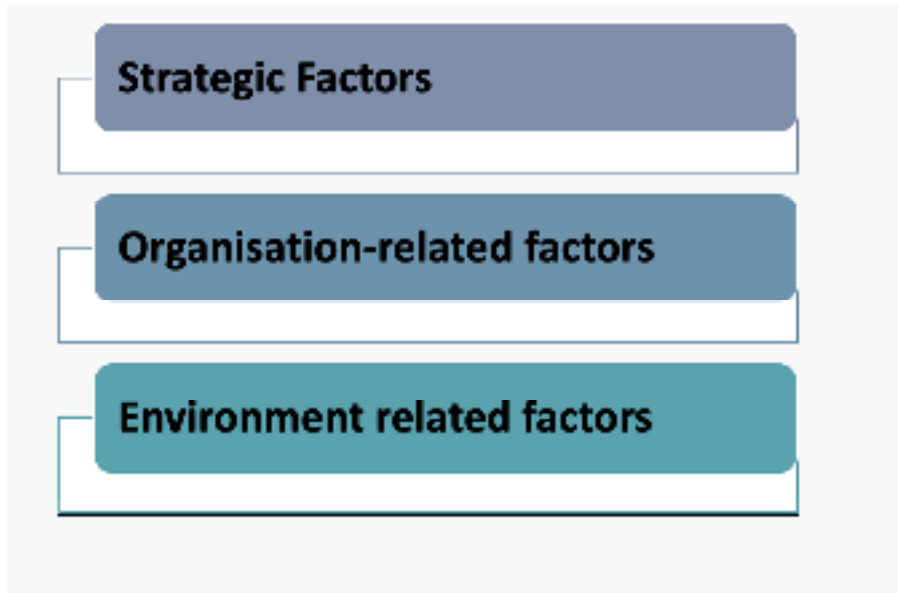 Strategic Factors
Organisation-related factors
Environment related factors